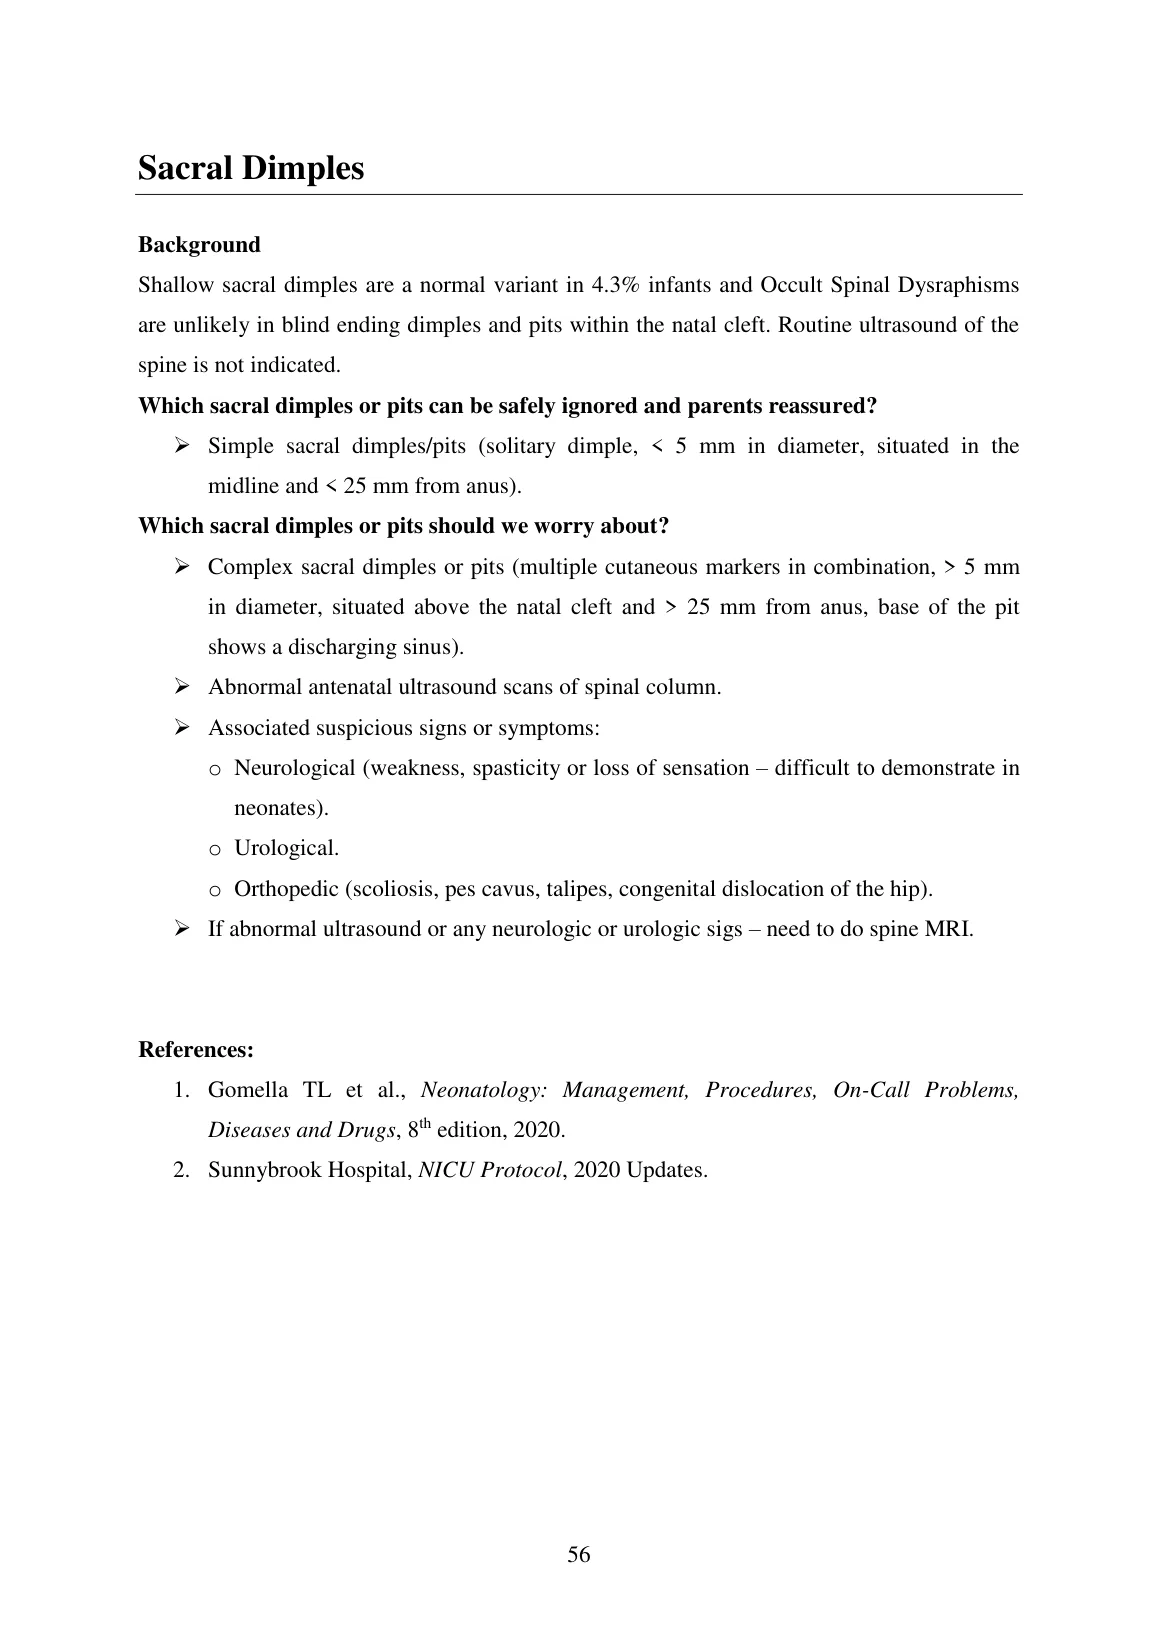 Sacral Dimples
Background
Shallow sacral dimples are a normal variant in 4.3% infants and Occult Spinal Dysraphisms
are unlikely in blind ending dimples and pits within the natal cleft. Routine ultrasound of the
spine is not indicated.
Which sacral dimples or pits can be safely ignored and parents reassured?
➢ Simple sacral dimples/pits (solitary dimple, < 5 mm in diameter, situated in the
midline and < 25 mm from anus).
Which sacral dimples or pits should we worry about?
➢ Complex sacral dimples or pits (multiple cutaneous markers in combination, > 5 mm
in diameter, situated above the natal cleft and > 25 mm from anus, base of the pit
shows a discharging sinus).
➢ Abnormal antenatal ultrasound scans of spinal column.
➢ Associated suspicious signs or symptoms:
o Neurological (weakness, spasticity or loss of sensation – difficult to demonstrate in
neonates).
o Urological.
o Orthopedic (scoliosis, pes cavus, talipes, congenital dislocation of the hip).
➢ If abnormal ultrasound or any neurologic or urologic sigs – need to do spine MRI.
References:
1. Gomella TL et al., Neonatology: Management, Procedures, On-Call Problems,
Diseases and Drugs, 8th edition, 2020.
2. Sunnybrook Hospital, NICU Protocol, 2020 Updates.
56